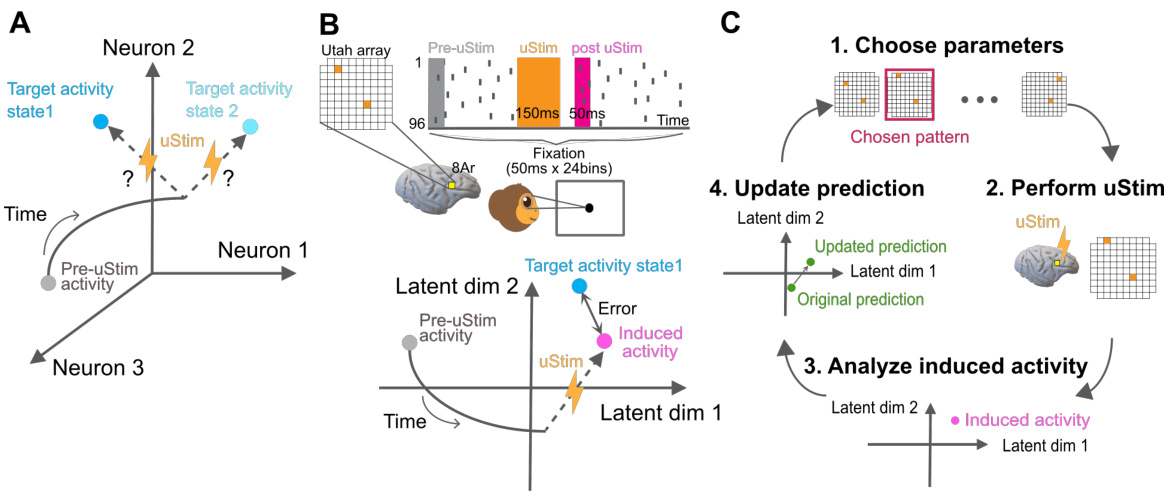 A
Neuron 2
Target activity
state1
Target activity
state 2
uStim
?
?
Time
Pre-uStim
activity
Neuron 1
Neuron 3
B
Utah array
Pre-uStim
uStim
post uStim
1
96
150ms
50ms
Time
Fixation
(50ms x 24bins)
8Ar
Target activity state1
Latent dim 2
Error
Pre-uStim
activity
Induced
activity
uStim
Time
Latent dim 1
C
1. Choose parameters
Chosen pattern
2. Perform uStim
uStim
3. Analyze induced activity
Latent dim 2
Induced activity
Latent dim 1
4. Update prediction
Latent dim 2
Updated prediction
Latent dim 1
Original prediction